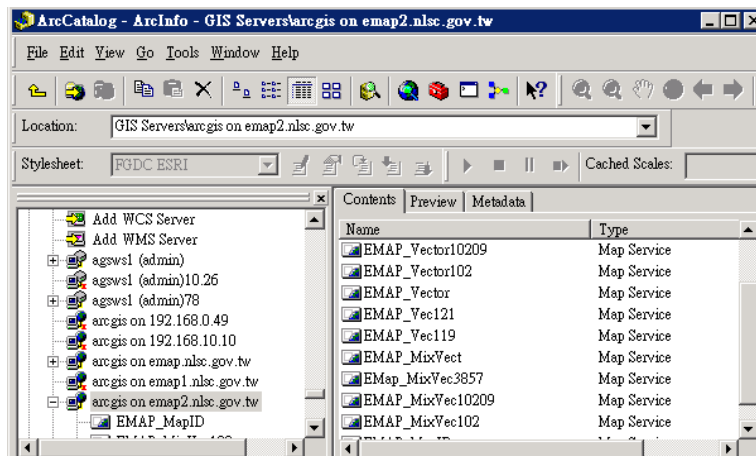 ArcCatalog - ArcInfo - GIS Servers\arcgis on emap2.nlsc.gov.tw
File Edit View Go Tools Window Help
Location: GIS Servers\arcgis on emap2.nlsc.gov.tw
Stylesheet: FGDC ESRI Cached Scales:
Add WCS Server
Add WMS Server
agsws1 (admin)
agsws1 (admin)10.26
agsws1 (admin)78
arcgis on 192.168.0.49
arcgis on 192.168.10.10
arcgis on emap.nlsc.gov.tw
arcgis on emap1.nlsc.gov.tw
arcgis on emap2.nlsc.gov.tw
EMAP_MapID
Contents Preview Metadata
Name Type
EMAP_Vector10209 Map Service
EMAP_Vector102 Map Service
EMAP_Vector Map Service
EMAP_Vec121 Map Service
EMAP_Vec119 Map Service
EMAP_MixVect Map Service
EMap_MixVec3857 Map Service
EMAP_MixVec10209 Map Service
EMAP_MixVec102 Map Service